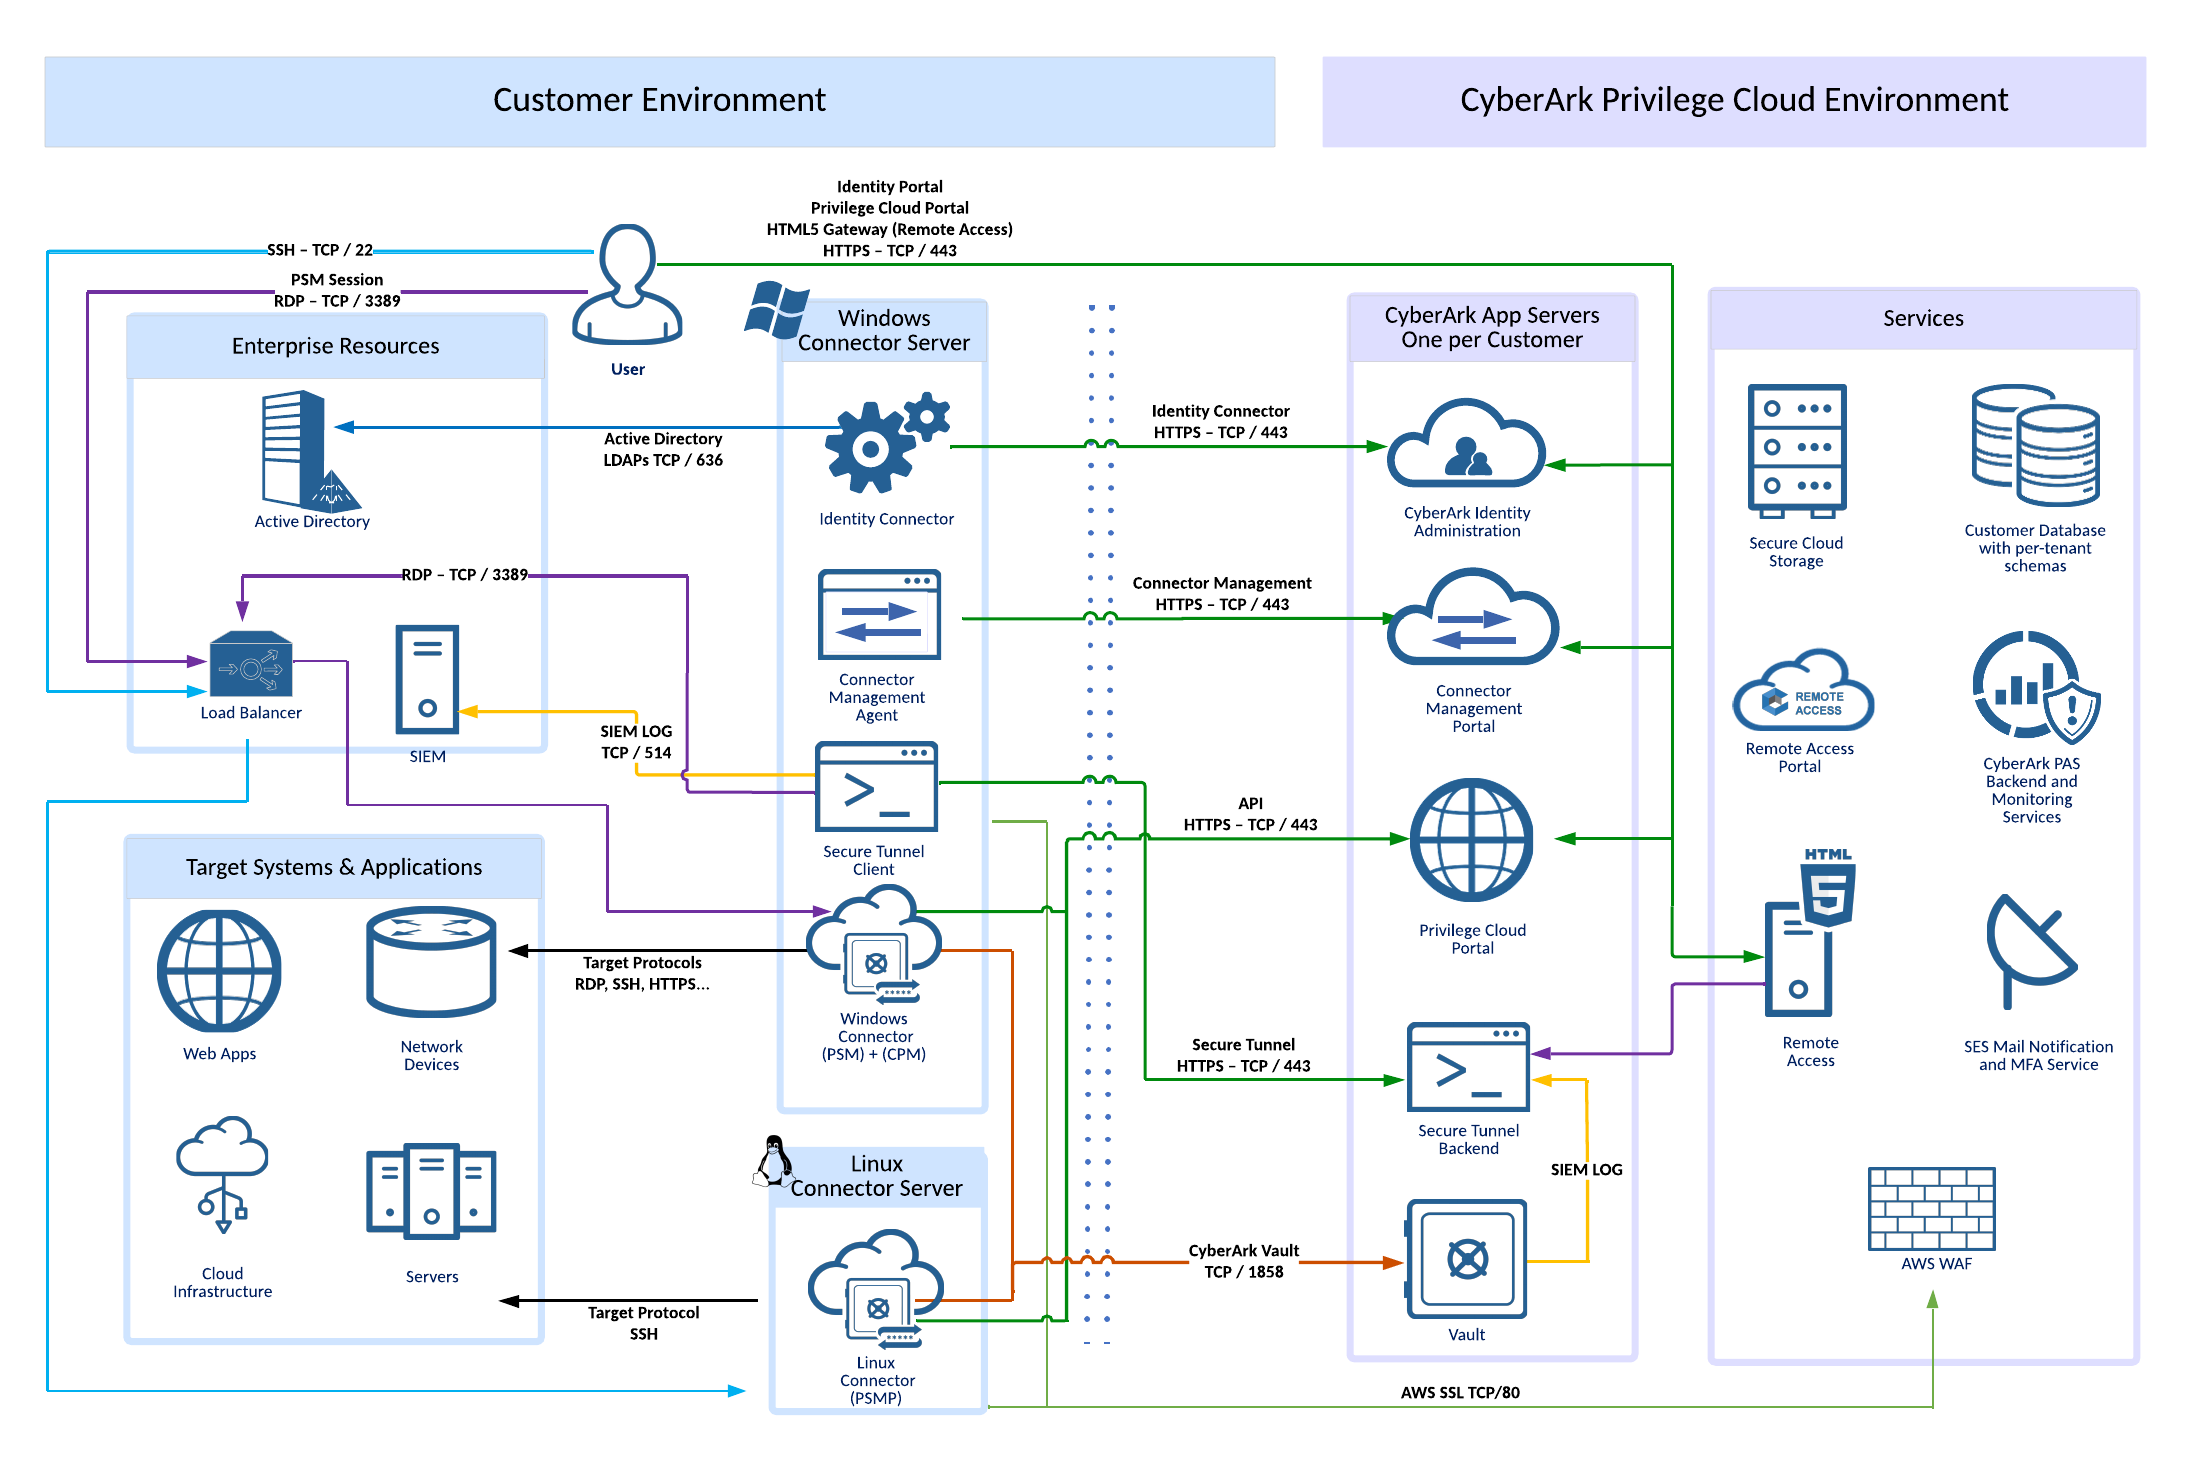 Customer Environment
CyberArk Privilege Cloud Environment
Identity Portal
Privilege Cloud Portal
HTML5 Gateway (Remote Access)
HTTPS – TCP / 443
SSH – TCP / 22
PSM Session
RDP – TCP / 3389
User
Enterprise Resources
Active Directory
Active Directory
LDAPs TCP / 636
RDP – TCP / 3389
Load Balancer
SIEM
SIEM LOG
TCP / 514
Target Systems & Applications
Web Apps
Network
Devices
Cloud
Infrastructure
Servers
Target Protocols
RDP, SSH, HTTPS...
Target Protocol
SSH
Windows
Connector Server
Identity Connector
Connector
Management
Agent
>_
Secure Tunnel
Client
*****
Windows
Connector
(PSM) + (CPM)
Linux
Connector Server
*****
Linux
Connector
(PSMP)
Identity Connector
HTTPS – TCP / 443
Connector Management
HTTPS – TCP / 443
API
HTTPS – TCP / 443
Secure Tunnel
HTTPS – TCP / 443
CyberArk Vault
TCP / 1858
AWS SSL TCP/80
CyberArk App Servers
One per Customer
CyberArk Identity
Administration
Connector
Management
Portal
Privilege Cloud
Portal
>_
Secure Tunnel
Backend
SIEM LOG
Vault
Services
Secure Cloud
Storage
Customer Database
with per-tenant
schemas
REMOTE
ACCESS
Remote Access
Portal
CyberArk PAS
Backend and
Monitoring
Services
HTML
5
Remote
Access
SES Mail Notification
and MFA Service
AWS WAF